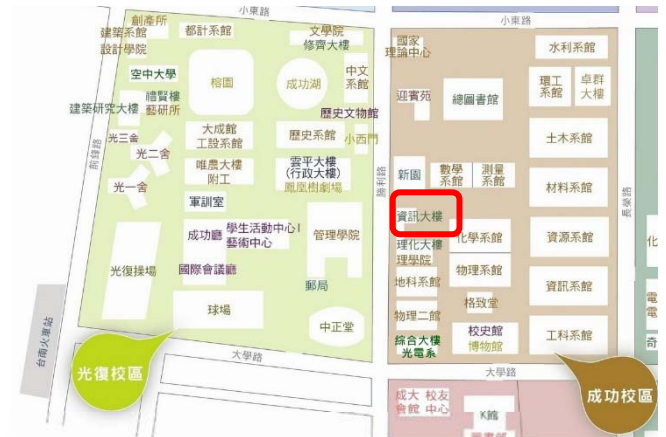 小東路
小東路
創產所
建築系館
設計學院
都計系館
文學院
修齊大樓
空中大學
榕園
成功湖
中文
系館
禮賢樓
藝研所
建築研究大樓
歷史文物館
光三舍
光二舍
大成館
工設系館
歷史系館
小西門
前鋒路
唯農大樓
附工
雲平大樓
(行政大樓)
鳳凰樹劇場
光一舍
軍訓室
成功廳
學生活動中心I
藝術中心
管理學院
國際會議廳
光復操場
郵局
球場
中正堂
台南火車站
光復校區
大學路
勝利路
國家
理論中心
水利系館
迎賓苑
總圖書館
環工
系館
卓群
大樓
土木系館
新園
數學
系館
測量
系館
材料系館
長榮路
資訊大樓
化學系館
資源系館
理化大樓
理學院
地科系館
物理系館
資訊系館
格致堂
物理二館
校史館
博物館
工科系館
綜合大樓
光電系
大學路
成功校區
成大
會館
校友
中心
K館
化
電
電
奇